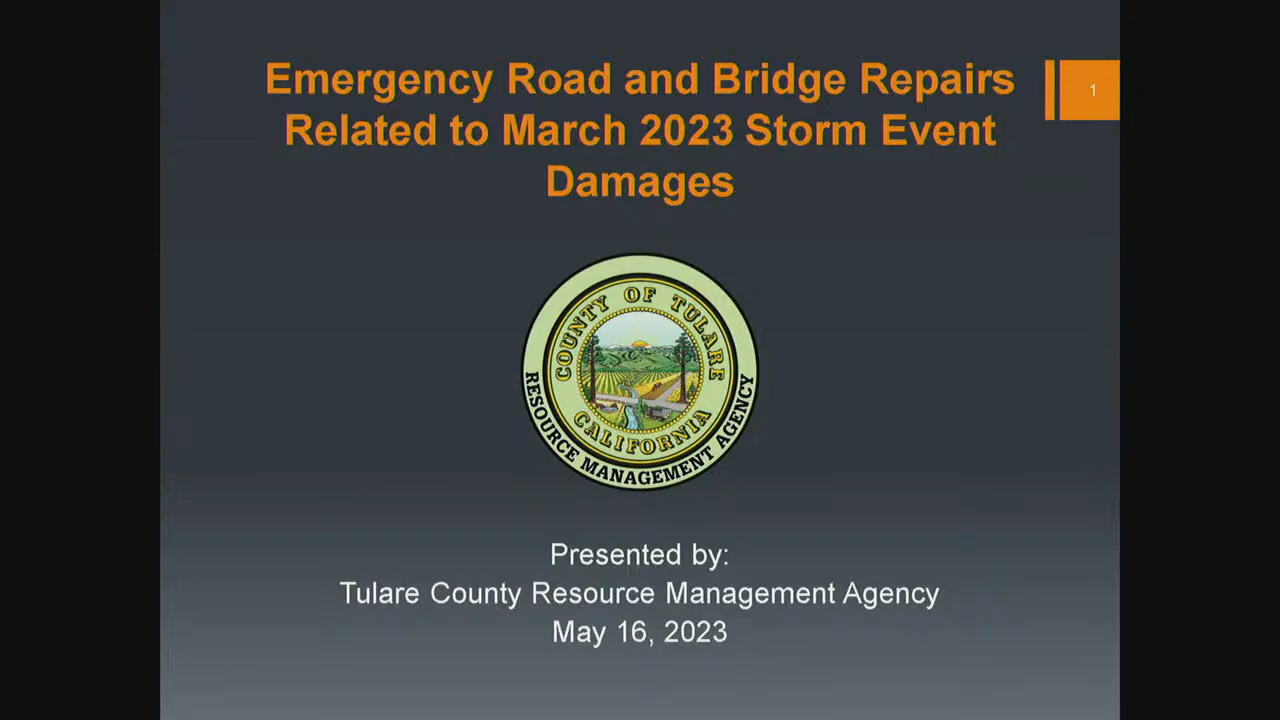 Emergency Road and Bridge Repairs
Related to March 2023 Storm Event
Damages
1
COUNTY OF TULARE
CALIFORNIA
RESOURCE MANAGEMENT AGENCY
Presented by:
Tulare County Resource Management Agency
May 16, 2023